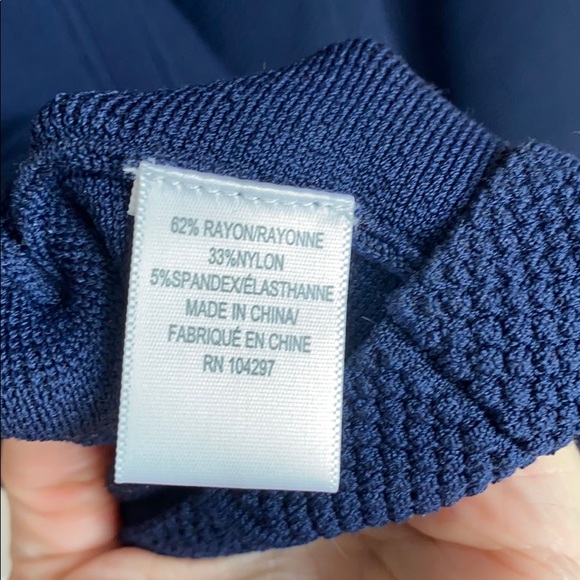 62% RAYON/RAYONNE
33%NYLON
5%SPANDEX/ÉLASTHANNE
MADE IN CHINA/
FABRIQUÉ EN CHINE
RN 104297